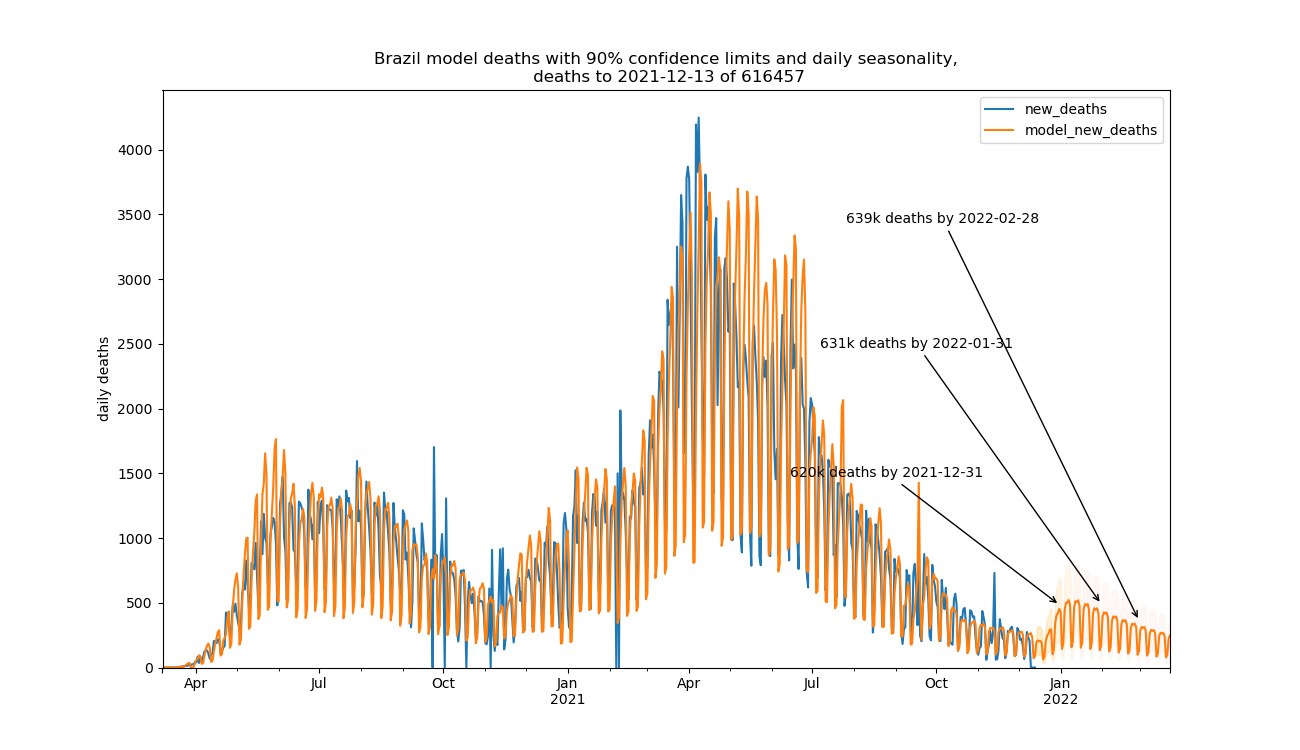 Brazil model deaths with 90% confidence limits and daily seasonality,
deaths to 2021-12-13 of 616457
new_deaths
model_new_deaths
4000
3500
3000
2500
2000
1500
1000
500
0
daily deaths
639k deaths by 2022-02-28
631k deaths by 2022-01-31
620k deaths by 2021-12-31
Apr
Jul
Oct
Jan
2021
Apr
Jul
Oct
Jan
2022